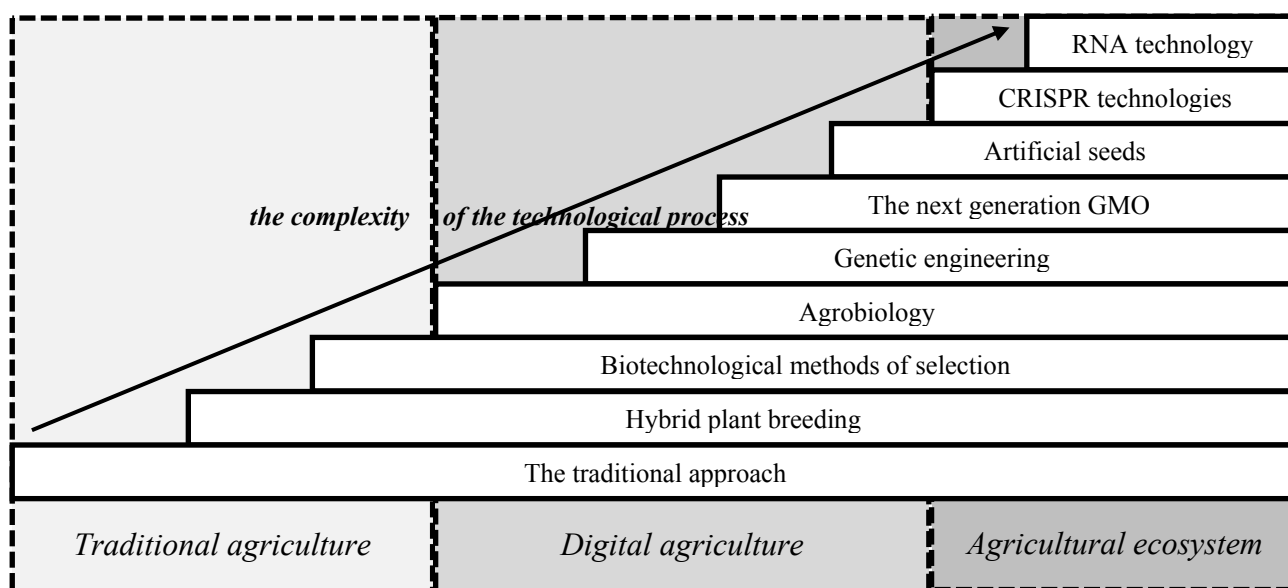 RNA technology
CRISPR technologies
Artificial seeds
The next generation GMO
the complexity of the technological process
Genetic engineering
Agrobiology
Biotechnological methods of selection
Hybrid plant breeding
The traditional approach
Traditional agriculture
Digital agriculture
Agricultural ecosystem